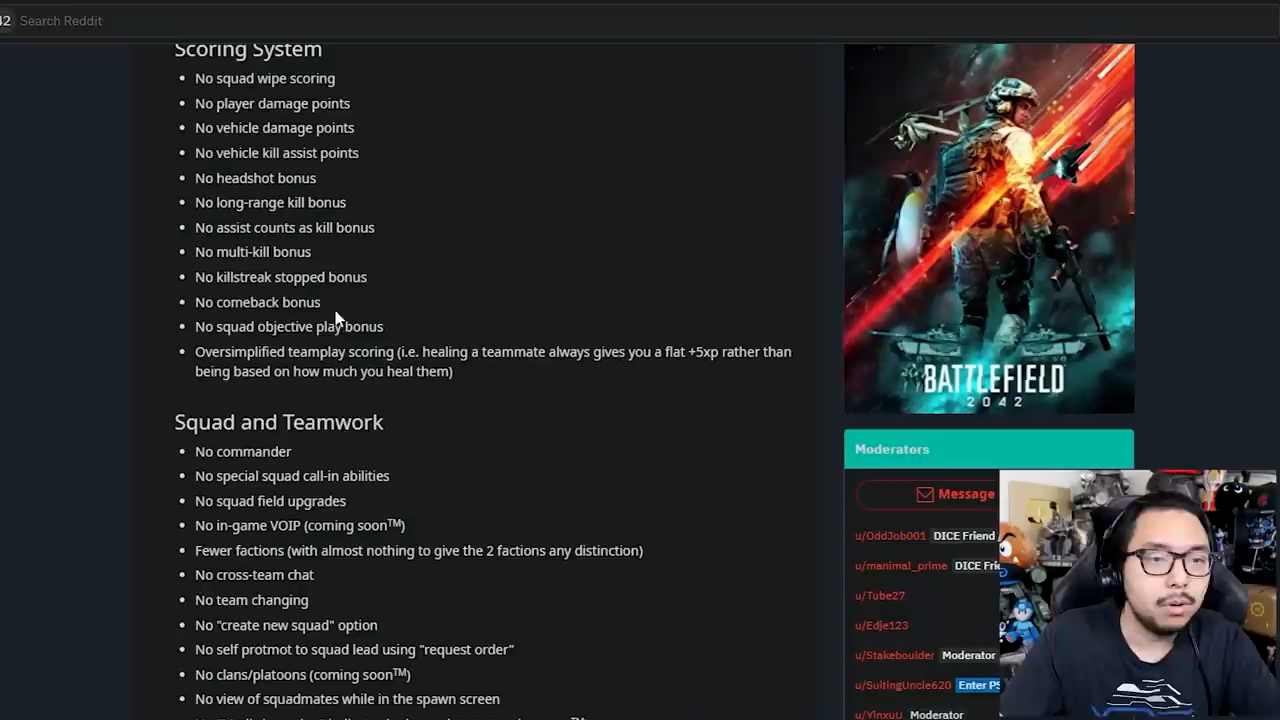 42 Search Reddit
Scoring System
• No squad wipe scoring
• No player damage points
• No vehicle damage points
• No vehicle kill assist points
• No headshot bonus
• No long-range kill bonus
• No assist counts as kill bonus
• No multi-kill bonus
• No killstreak stopped bonus
• No comeback bonus
• No squad objective play bonus
• Oversimplified teamplay scoring (i.e. healing a teammate always gives you a flat +5xp rather than
being based on how much you heal them)
Squad and Teamwork
• No commander
• No special squad call-in abilities
• No squad field upgrades
• No in-game VOIP (coming soon™)
• Fewer factions (with almost nothing to give the 2 factions any distinction)
• No cross-team chat
• No team changing
• No "create new squad" option
• No self protmot to squad lead using "request order"
• No clans/platoons (coming soon™)
• No view of squadmates while in the spawn screen
BATTLEFIELD
2042
Moderators
Message
u/OddJob001 DICE Friend
u/manimal_prime DICE Frie
u/Tube27
u/Edje123
u/Stakeboulder Moderator
u/SuitingUncle620 Enter PS
u/YinxuU Moderator